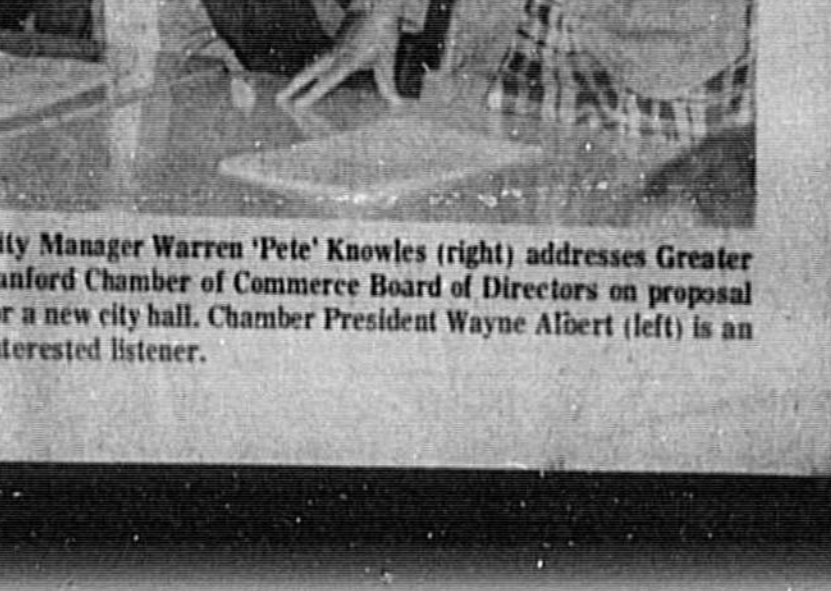 ity Manager Warren 'Pete' Knowles (right) addresses Greater
anford Chamber of Commerce Board of Directors on proposal
r a new city hall. Chamber President Wayne Albert (left) is an
terested listener.